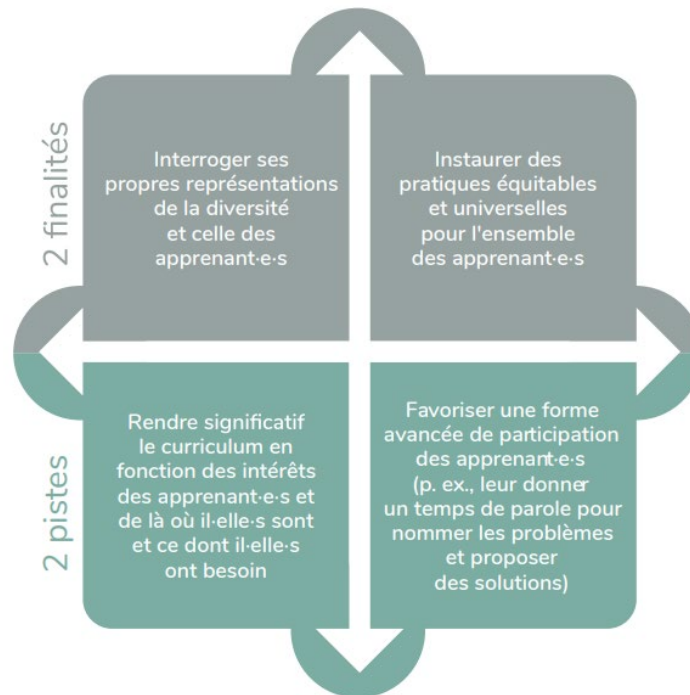 2 finalités
Interroger ses
propres représentations
de la diversité
et celle des
apprenant·e·s
Instaurer des
pratiques équitables
et universelles
pour l'ensemble
des apprenant·e·s
2 pistes
Rendre significatif
le curriculum en
fonction des intérêts
des apprenant·e·s et
de là où il·elle·s sont
et ce dont il·elle·s
ont besoin
Favoriser une forme
avancée de participation
des apprenant·e·s
(p. ex., leur donner
un temps de parole pour
nommer les problèmes
et proposer
des solutions)